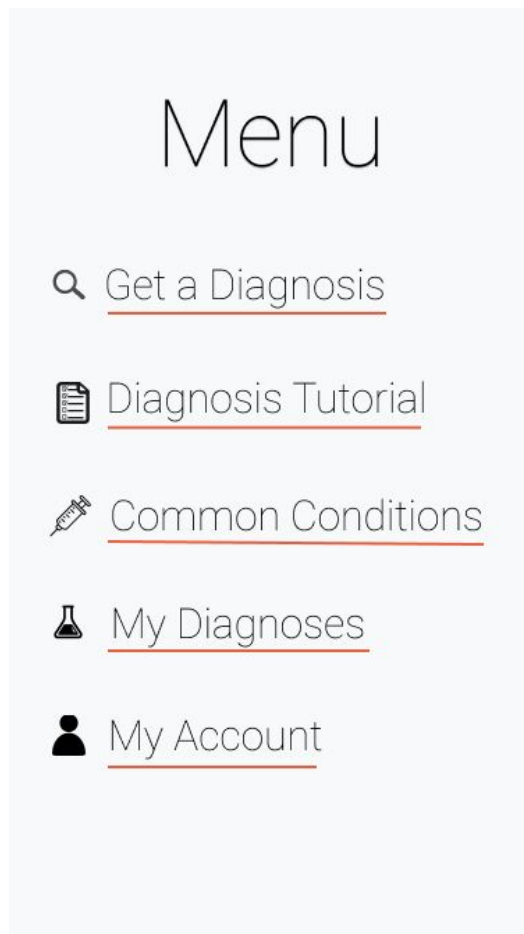 Menu
Get a Diagnosis
Diagnosis Tutorial
Common Conditions
My Diagnoses
My Account